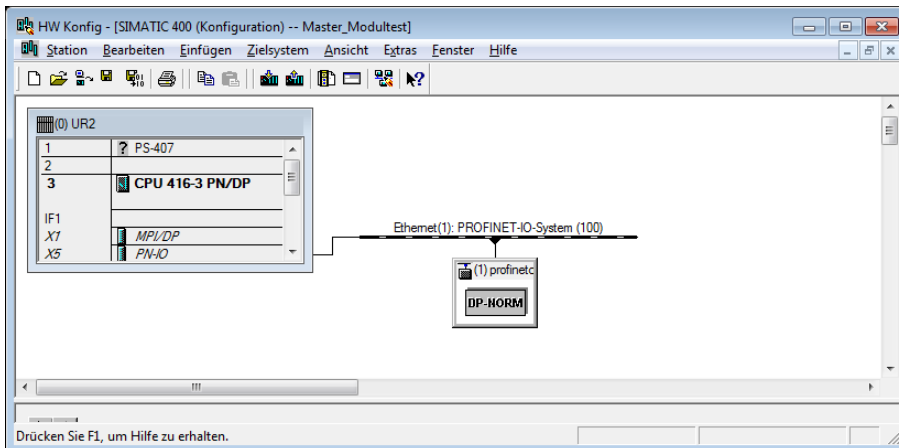 HW Konfig - [SIMATIC 400 (Konfiguration) -- Master_Modultest]
Station Bearbeiten Einfügen Zielsystem Ansicht Extras Fenster Hilfe
(0) UR2
1 ? PS-407
2
3 CPU 416-3 PN/DP
IF1
X1 MPI/DP
X5 PN-IO
Ethernet(1): PROFINET-IO-System (100)
(1) profinetc
DP-NORM
Drücken Sie F1, um Hilfe zu erhalten.